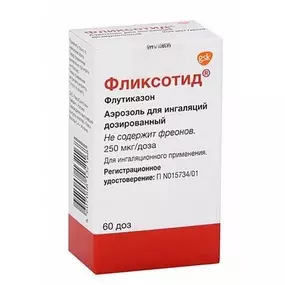 gsk
Фликсотид®
Флутиказон
Аэрозоль для ингаляций
дозированный
Не содержит фреонов.
250 мкг/доза
Для ингаляционного применения.
Регистрационное
удостоверение: П N015734/01
60 доз